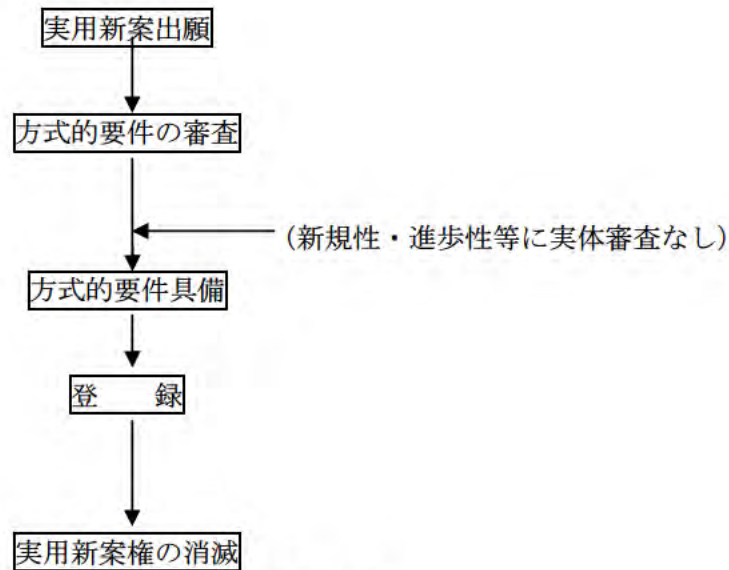 実用新案出願
方式的要件の審査
（新規性・進歩性等に実体審査なし）
方式的要件具備
登　　録
実用新案権の消滅